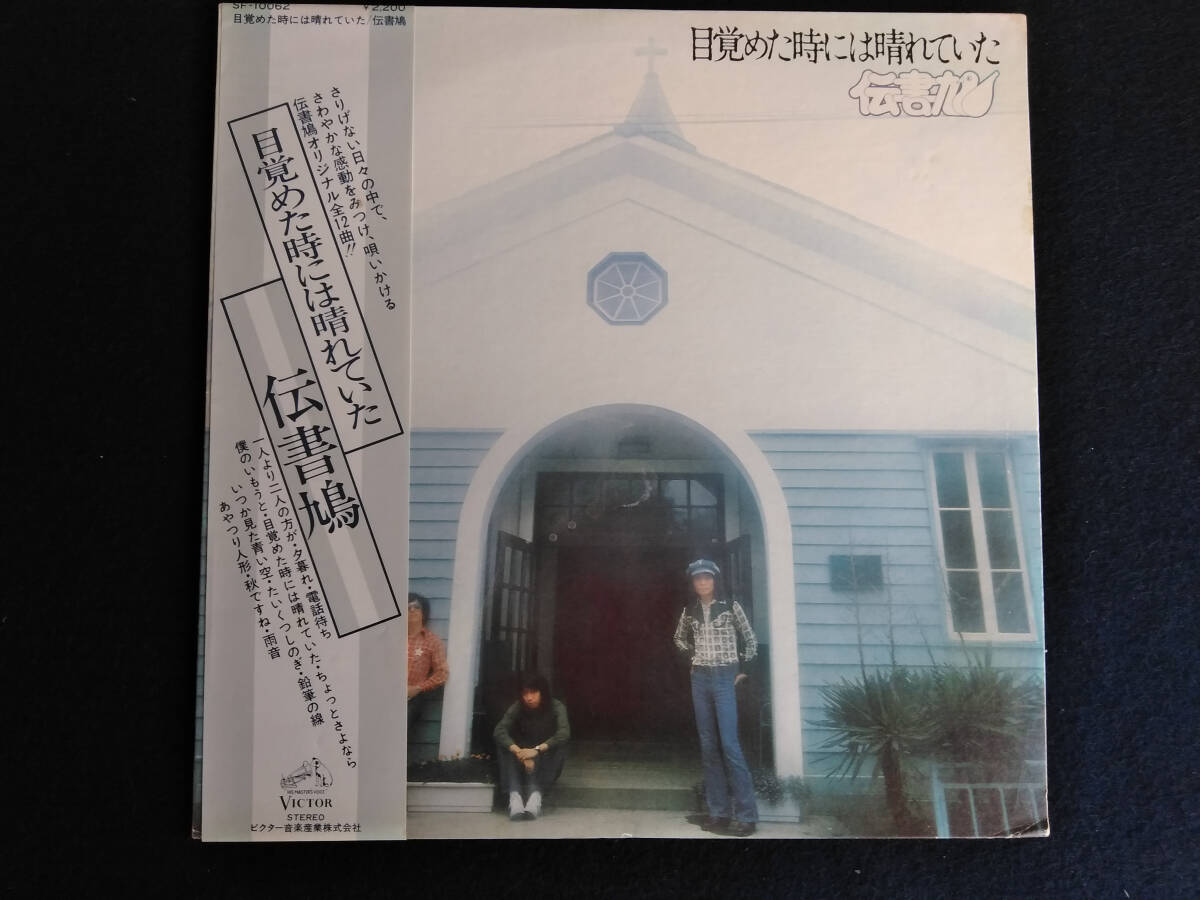 SF-10062 ¥2,200
目覚めた時には晴れていた/伝書鳩
さりげない日々の中で、
さわやかな感動をみつけ、唄いかける
伝書鳩オリジナル全12曲!!
目覚めた時には晴れていた
伝書鳩
一人より二人の方が・夕暮れ・電話待ち
僕のいもうと・目覚めた時には晴れていた・ちょっとさよなら
いつか見た青い空・たいくつしのぎ・鉛筆の線
あやつり人形・秋ですね・雨音
HIS MASTER'S VOICE
VICTOR
STEREO
ビクター音楽産業株式会社
目覚めた時には晴れていた
伝書鳩